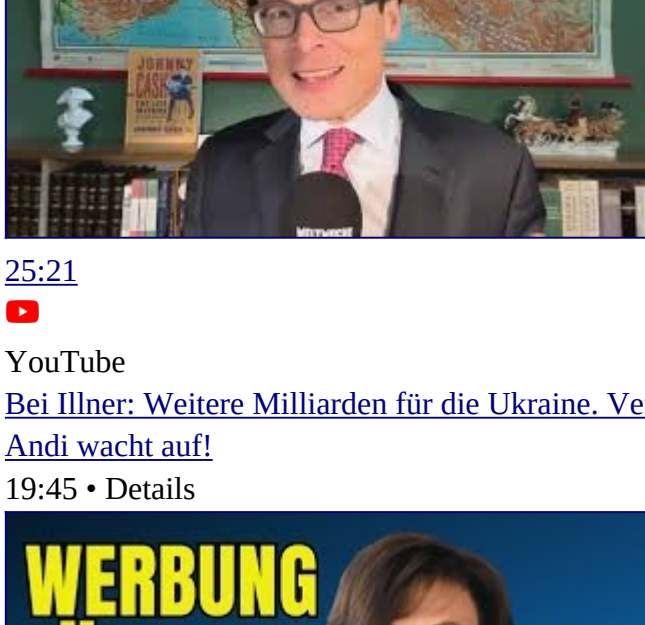 JOHNNY
CASH
WELTWOCHE
25:21
YouTube
Bei Illner: Weitere Milliarden für die Ukraine. Ve
Andi wacht auf!
19:45 • Details
WERBUNG